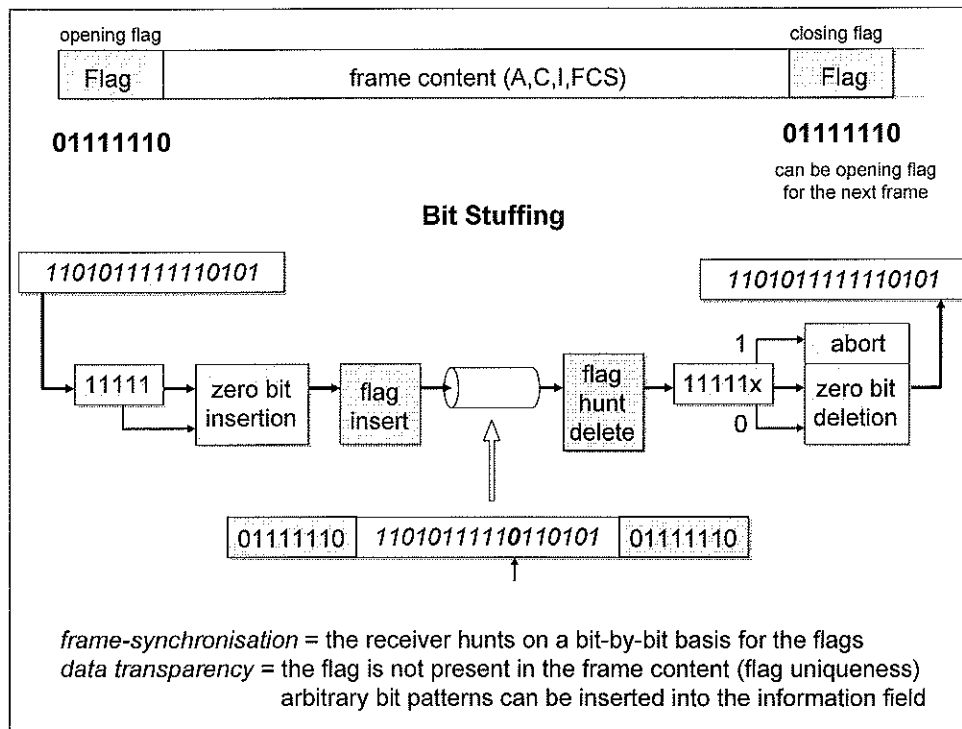 opening flag
closing flag
Flag
frame content (A,C,I,FCS)
Flag
01111110
01111110
can be opening flag
for the next frame
Bit Stuffing
1101011111110101
1101011111110101
11111
zero bit
insertion
flag
insert
flag
hunt
delete
11111x
1
0
abort
zero bit
deletion
01111110
11010111110110101
01111110
frame-synchronisation = the receiver hunts on a bit-by-bit basis for the flags
data transparency = the flag is not present in the frame content (flag uniqueness)
arbitrary bit patterns can be inserted into the information field